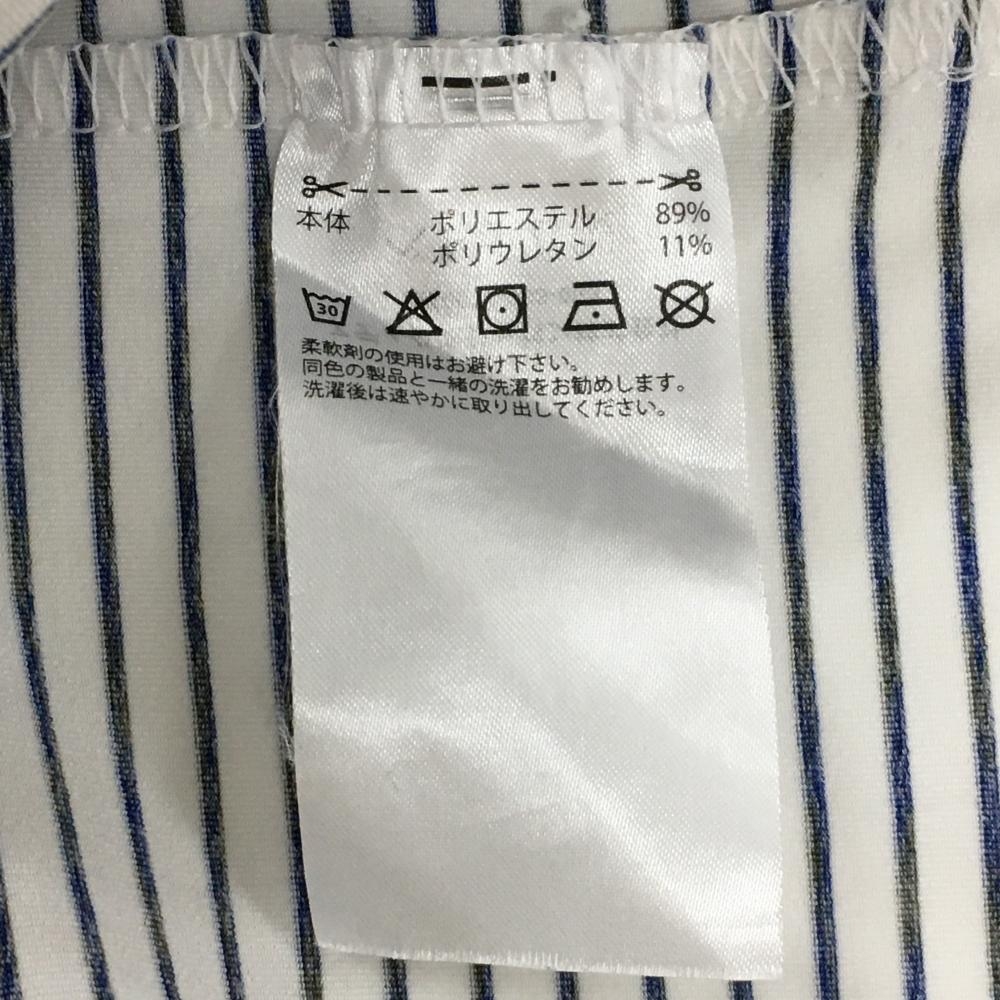 本体 ポリエステル 89%
ポリウレタン 11%
30
柔軟剤の使用はお避け下さい。
同色の製品と一緒の洗濯をお勧めします。
洗濯後は速やかに取り出してください。